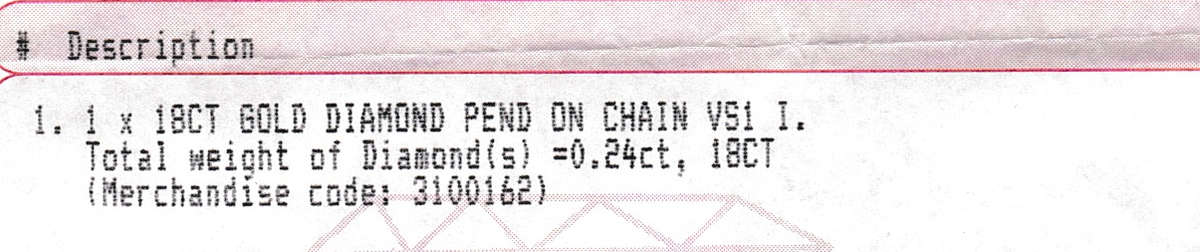 # Description
1. 1 x 18CT GOLD DIAMOND PEND ON CHAIN VS1 I.
Total weight of Diamond(s) =0.24ct, 18CT
(Merchandise code: 3100162)